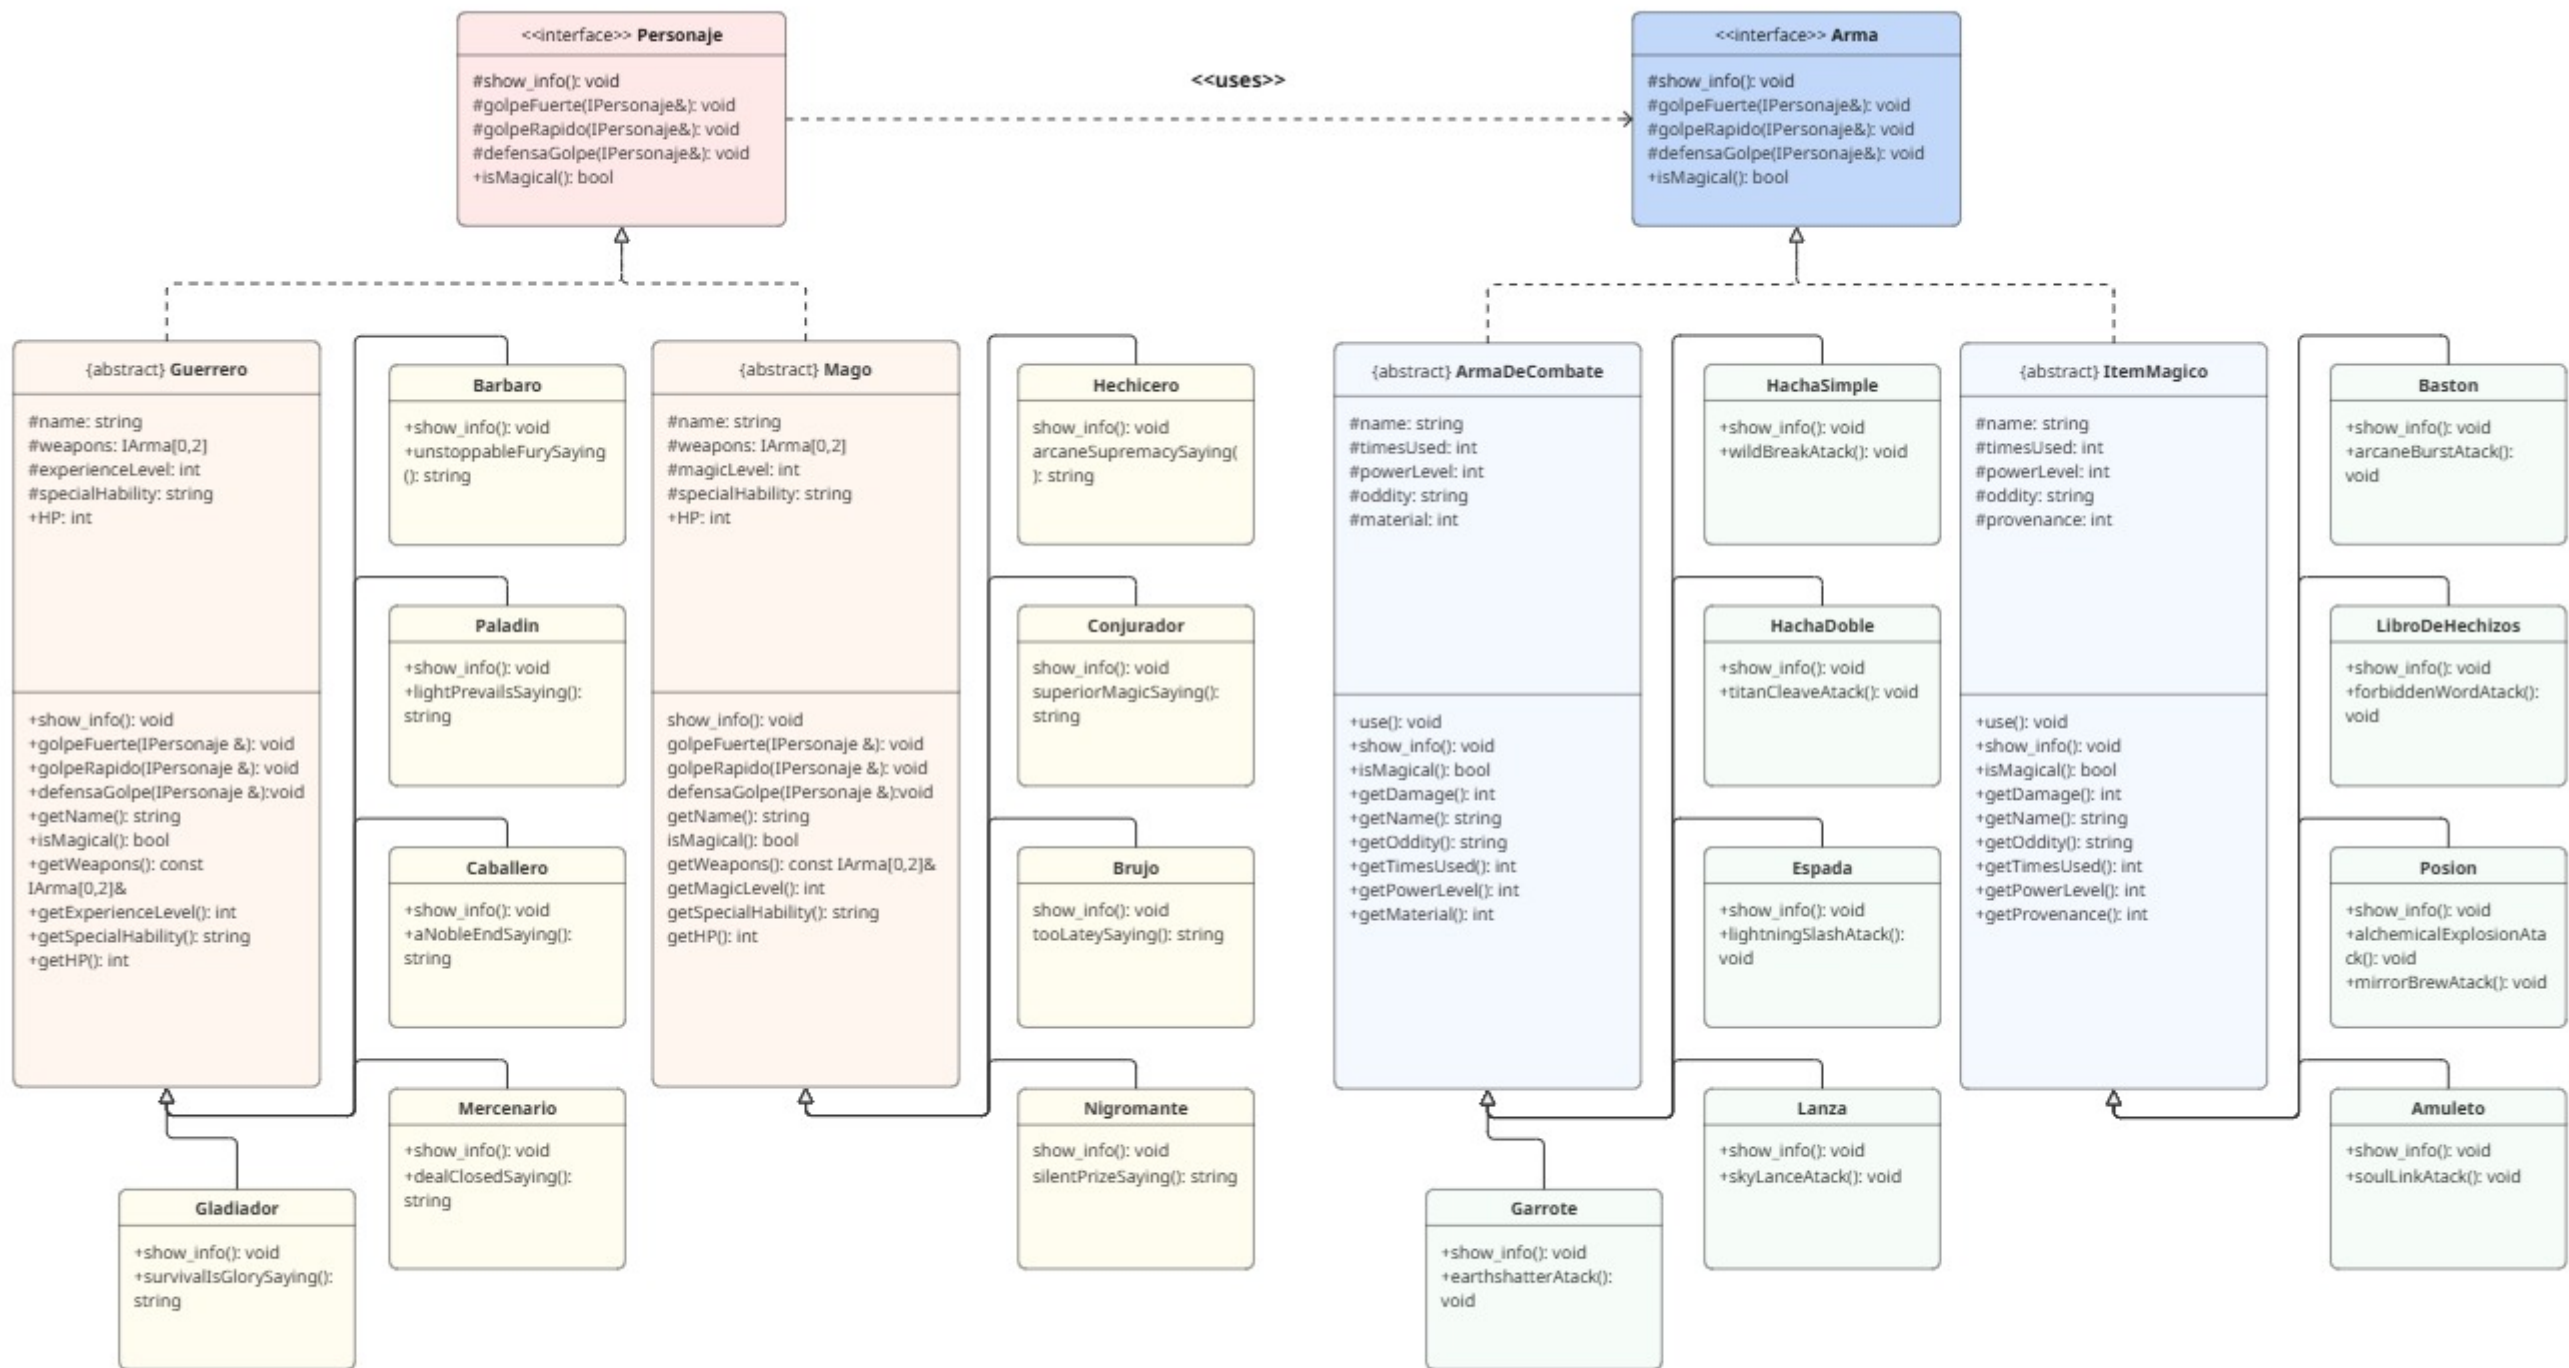 <<interface>> Personaje
#show_info(): void
#golpeFuerte(IPersonaje&): void
#golpeRapido(IPersonaje&): void
#defensaGolpe(IPersonaje&): void
+isMagical(): bool
<<uses>>
<<interface>> Arma
#show_info(): void
#golpeFuerte(IPersonaje&): void
#golpeRapido(IPersonaje&): void
#defensaGolpe(IPersonaje&): void
+isMagical(): bool
{abstract} Guerrero
#name: string
#weapons: IArma[0,2]
#experienceLevel: int
#specialHability: string
+HP: int
+show_info(): void
+golpeFuerte(IPersonaje &): void
+golpeRapido(IPersonaje &): void
+defensaGolpe(IPersonaje &):void
+getName(): string
+isMagical(): bool
+getWeapons(): const
IArma[0,2]&
+getExperienceLevel(): int
+getSpecialHability(): string
+getHP(): int
Barbaro
+show_info(): void
+unstoppableFurySaying
(): string
Paladin
+show_info(): void
+lightPrevailsSaying():
string
Caballero
+show_info(): void
+aNobleEndSaying():
string
Mercenario
+show_info(): void
+dealClosedSaying():
string
Gladiador
+show_info(): void
+survivalIsGlorySaying():
string
{abstract} Mago
#name: string
#weapons: IArma[0,2]
#magicLevel: int
#specialHability: string
+HP: int
show_info(): void
golpeFuerte(IPersonaje &): void
golpeRapido(IPersonaje &): void
defensaGolpe(IPersonaje &):void
getName(): string
isMagical(): bool
getWeapons(): const IArma[0,2]&
getMagicLevel(): int
getSpecialHability(): string
getHP(): int
Hechicero
show_info(): void
arcaneSupremacySaying(
): string
Conjurador
show_info(): void
superiorMagicSaying():
string
Brujo
show_info(): void
tooLateySaying(): string
Nigromante
show_info(): void
silentPrizeSaying(): string
{abstract} ArmaDeCombate
#name: string
#timesUsed: int
#powerLevel: int
#oddity: string
#material: int
+use(): void
+show_info(): void
+isMagical(): bool
+getDamage(): int
+getName(): string
+getOddity(): string
+getTimesUsed(): int
+getPowerLevel(): int
+getMaterial(): int
HachaSimple
+show_info(): void
+wildBreakAtack(): void
HachaDoble
+show_info(): void
+titanCleaveAtack(): void
Espada
+show_info(): void
+lightningSlashAtack():
void
Lanza
+show_info(): void
+skyLanceAtack(): void
Garrote
+show_info(): void
+earthshatterAtack():
void
{abstract} ItemMagico
#name: string
#timesUsed: int
#powerLevel: int
#oddity: string
#provenance: int
+use(): void
+show_info(): void
+isMagical(): bool
+getDamage(): int
+getName(): string
+getOddity(): string
+getTimesUsed(): int
+getPowerLevel(): int
+getProvenance(): int
Baston
+show_info(): void
+arcaneBurstAtack():
void
LibroDeHechizos
+show_info(): void
+forbiddenWordAtack():
void
Posion
+show_info(): void
+alchemicalExplosionAta
ck(): void
+mirrorBrewAtack(): void
Amuleto
+show_info(): void
+soulLinkAtack(): void